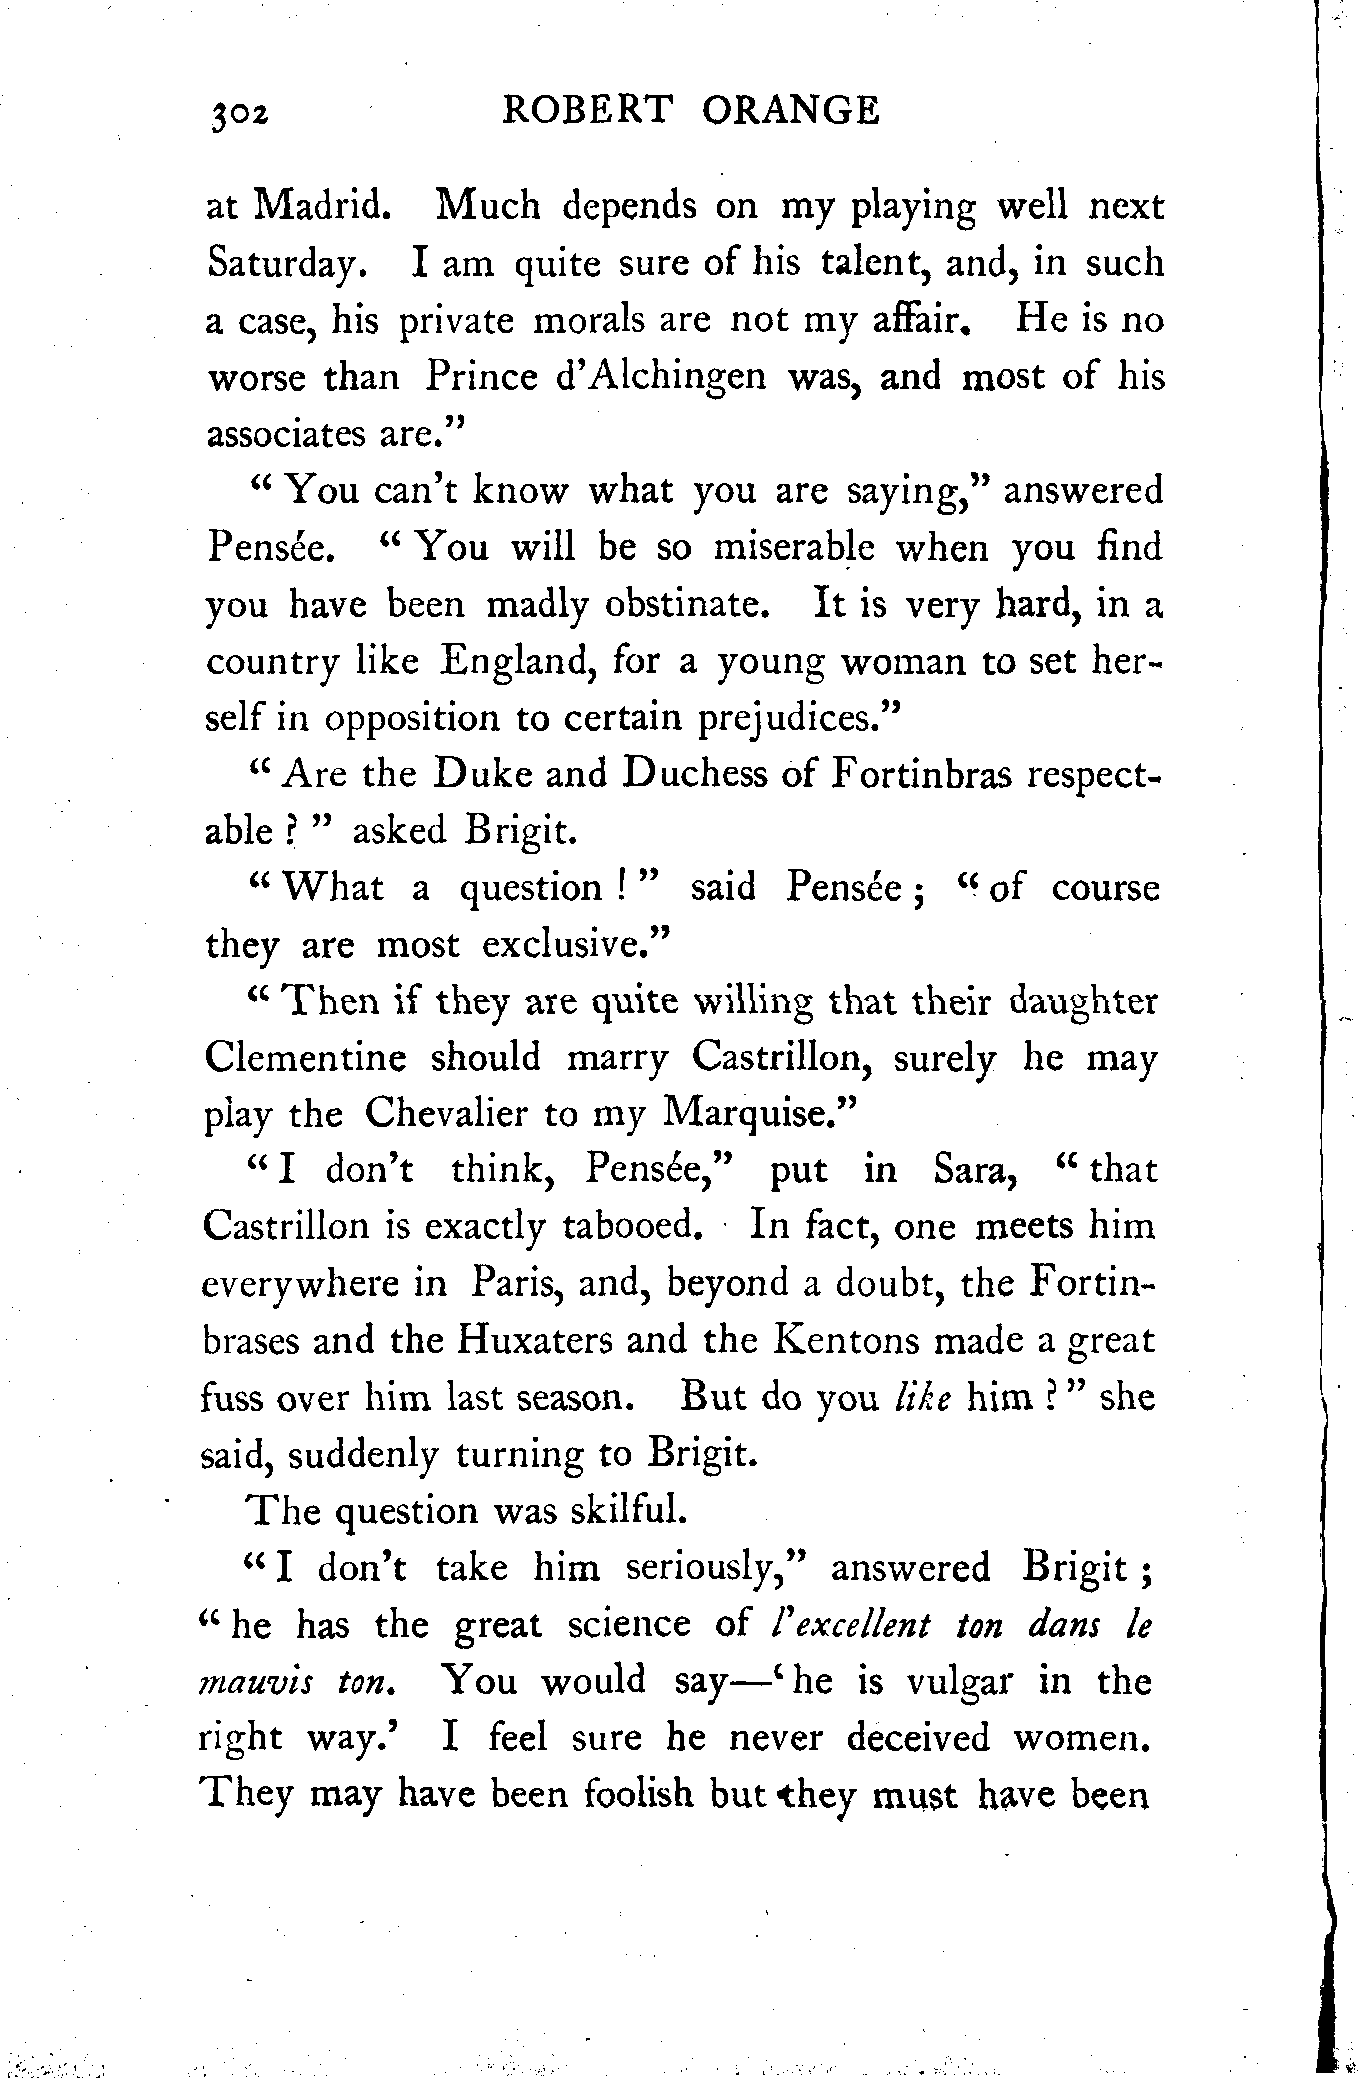 302 ROBERT ORANGE
at Madrid. Much depends on my playing well next
Saturday. I am quite sure of his talent, and, in such
a case, his private morals are not my affair. He is no
worse than Prince d'Alchingen was, and most of his
associates are."
" You can't know what you are saying," answered
Pensée. " You will be so miserable when you find
you have been madly obstinate. It is very hard, in a
country like England, for a young woman to set her-
self in opposition to certain prejudices."
" Are the Duke and Duchess of Fortinbras respect-
able ? " asked Brigit.
" What a question ! " said Pensée ; " of course
they are most exclusive."
" Then if they are quite willing that their daughter
Clementine should marry Castrillon, surely he may
play the Chevalier to my Marquise."
" I don't think, Pensée," put in Sara, " that
Castrillon is exactly tabooed. In fact, one meets him
everywhere in Paris, and, beyond a doubt, the Fortin-
brases and the Huxaters and the Kentons made a great
fuss over him last season. But do you like him ? " she
said, suddenly turning to Brigit.
The question was skilful.
" I don't take him seriously," answered Brigit ;
" he has the great science of l'excellent ton dans le
mauvis ton. You would say—' he is vulgar in the
right way.' I feel sure he never deceived women.
They may have been foolish but they must have been